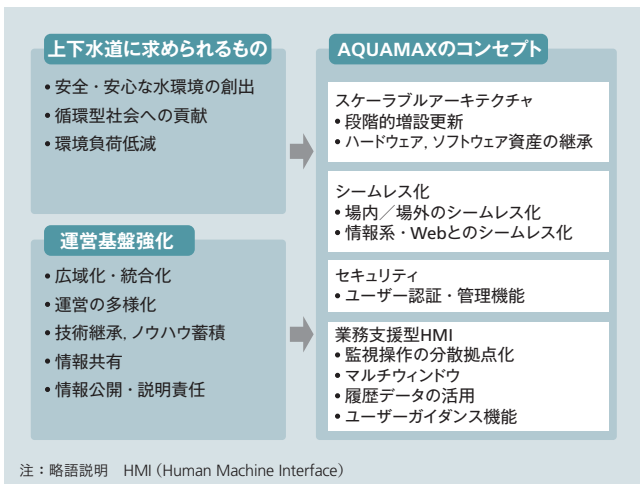 上下水道に求められるもの
• 安全・安心な水環境の創出
• 循環型社会への貢献
• 環境負荷低減
運営基盤強化
• 広域化・統合化
• 運営の多様化
• 技術継承, ノウハウ蓄積
• 情報共有
• 情報公開・説明責任
AQUAMAXのコンセプト
スケーラブルアーキテクチャ
• 段階的増設更新
• ハードウェア, ソフトウェア資産の継承
シームレス化
• 場内／場外のシームレス化
• 情報系・Webとのシームレス化
セキュリティ
• ユーザー認証・管理機能
業務支援型HMI
• 監視操作の分散拠点化
• マルチウィンドウ
• 履歴データの活用
• ユーザーガイダンス機能
注：略語説明　HMI（Human Machine Interface）